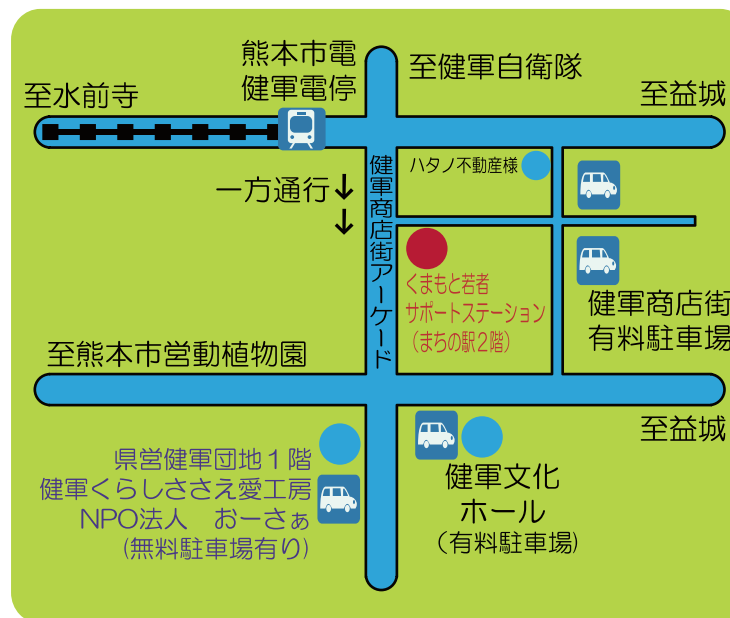 熊本市電
健軍電停
至健軍自衛隊
至水前寺
至益城
一方通行
ハタノ不動産様
健軍商店街アーケード
くまもと若者
サポートステーション
(まちの駅2階)
健軍商店街
有料駐車場
至熊本市営動植物園
至益城
県営健軍団地1階
健軍くらしささえ愛工房
NPO法人 おーさぁ
(無料駐車場有り)
健軍文化
ホール
(有料駐車場)